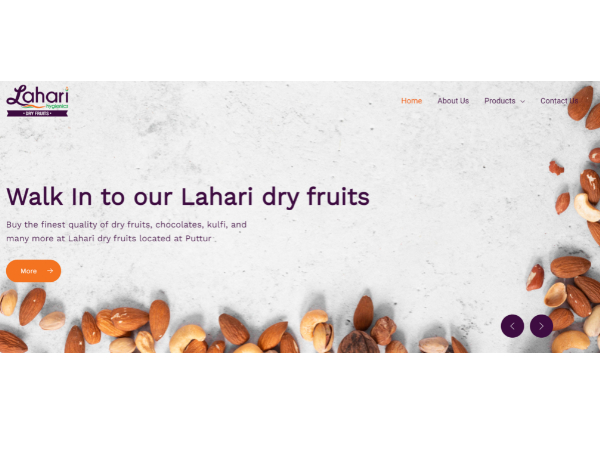 Lahari
hygienica
• DRY FRUITS •
Home
About Us
Products
Contact Us
Walk In to our Lahari dry fruits
Buy the finest quality of dry fruits, chocolates, kulfi, and
many more at Lahari dry fruits located at Puttur
More